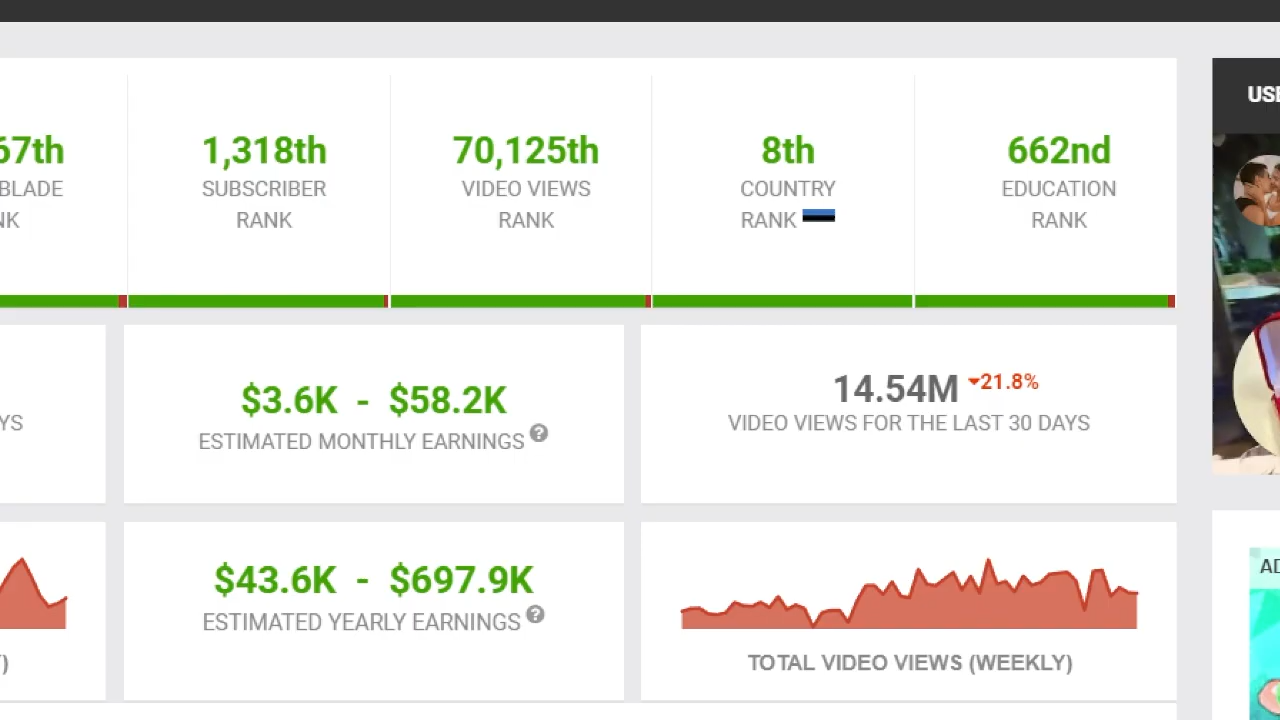 67th
BLADE
NK
1,318th
SUBSCRIBER
RANK
70,125th
VIDEO VIEWS
RANK
8th
COUNTRY
RANK
662nd
EDUCATION
RANK
USE
YS
$3.6K - $58.2K
ESTIMATED MONTHLY EARNINGS ?
14.54M 21.8%
VIDEO VIEWS FOR THE LAST 30 DAYS
)
$43.6K - $697.9K
ESTIMATED YEARLY EARNINGS ?
TOTAL VIDEO VIEWS (WEEKLY)
AD